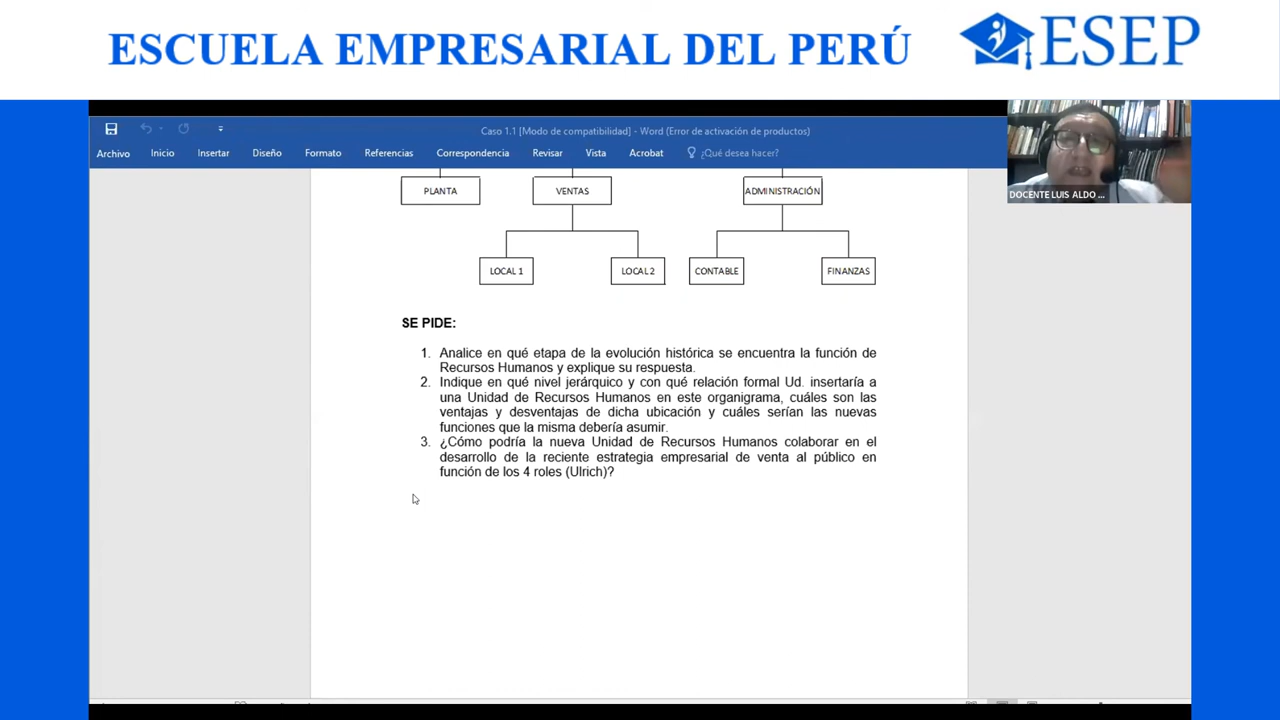 ESCUELA EMPRESARIAL DEL PERÚ
ESEP
Caso 1.1 [Modo de compatibilidad] - Word (Error de activación de productos)
Archivo Inicio Insertar Diseño Formato Referencias Correspondencia Revisar Vista Acrobat ¿Qué desea hacer?
DOCENTE LUIS ALDO ...
PLANTA VENTAS ADMINISTRACIÓN
LOCAL 1 LOCAL 2 CONTABLE FINANZAS
SE PIDE:
1. Analice en qué etapa de la evolución histórica se encuentra la función de
Recursos Humanos y explique su respuesta.
2. Indique en qué nivel jerárquico y con qué relación formal Ud. insertaría a
una Unidad de Recursos Humanos en este organigrama, cuáles son las
ventajas y desventajas de dicha ubicación y cuáles serían las nuevas
funciones que la misma debería asumir.
3. ¿Cómo podría la nueva Unidad de Recursos Humanos colaborar en el
desarrollo de la reciente estrategia empresarial de venta al público en
función de los 4 roles (Ulrich)?